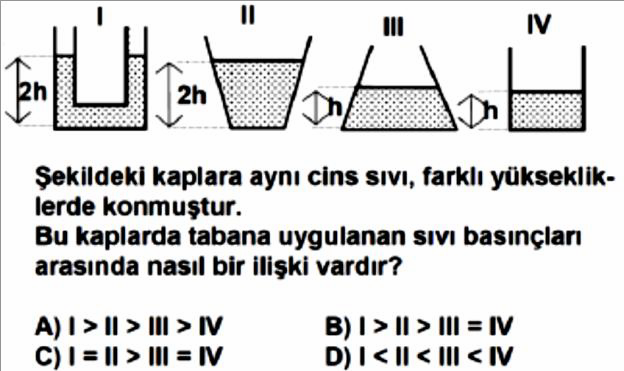 I II III IV
2h 2h h h
Şekildeki kaplara aynı cins sıvı, farklı yükseklik-
lerde konmuştur.
Bu kaplarda tabana uygulanan sıvı basınçları
arasında nasıl bir ilişki vardır?
A) I > II > III > IV B) I > II > III = IV
C) I = II > III = IV D) I < II < III < IV